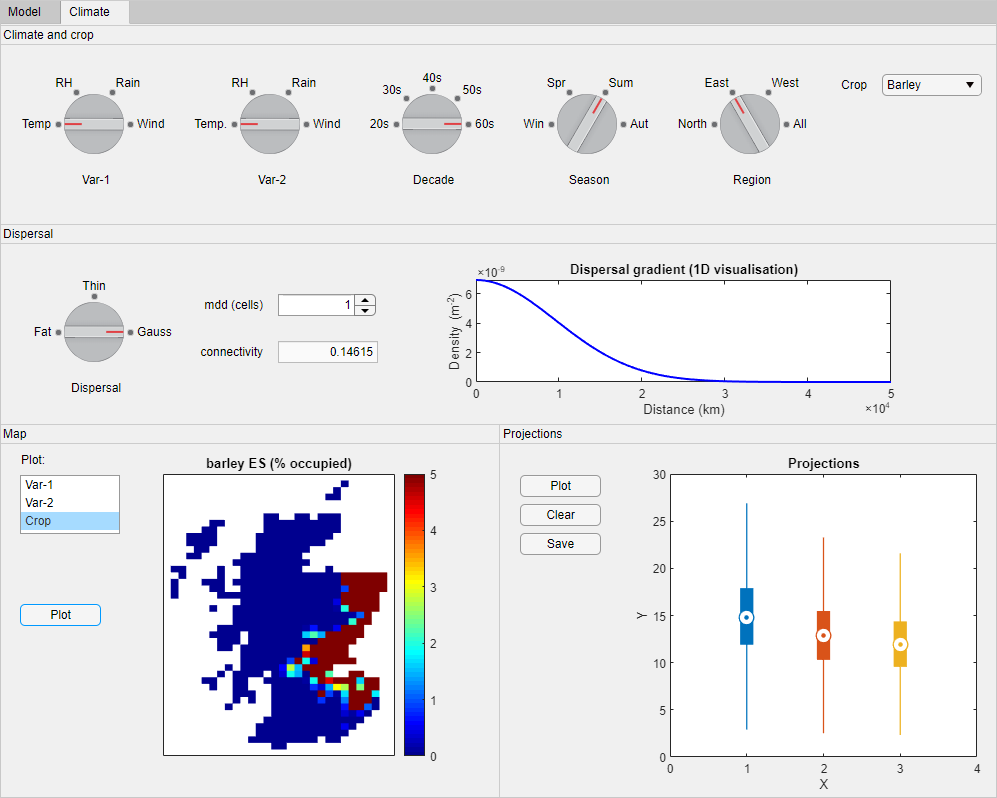 Model Climate
Climate and crop
RH Rain
Temp Wind
Var-1
RH Rain
Temp. Wind
Var-2
40s
30s 50s
20s 60s
Decade
Spr Sum
Win Aut
Season
East West
North All
Region
Crop Barley
Dispersal
Thin
Fat Gauss
Dispersal
mdd (cells) 1
connectivity 0.14615
Dispersal gradient (1D visualisation)
×10⁻⁹
Density (m⁻²)
6
4
2
0
0 1 2 3 4 5
Distance (km)
×10⁴
Map
Plot:
Var-1
Var-2
Crop
Plot
barley ES (% occupied)
5
4
3
2
1
0
Projections
Plot
Clear
Save
Projections
Y
30
25
20
15
10
5
0
0 1 2 3 4
X